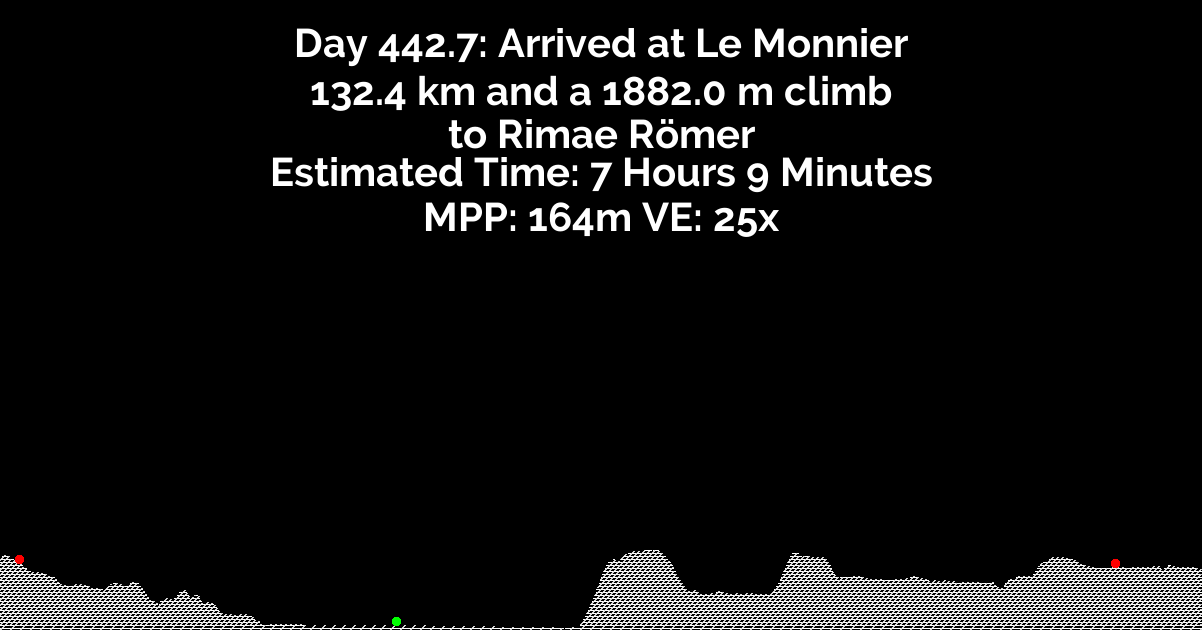 Day 442.7: Arrived at Le Monnier
132.4 km and a 1882.0 m climb
to Rimae Römer
Estimated Time: 7 Hours 9 Minutes
MPP: 164m VE: 25x